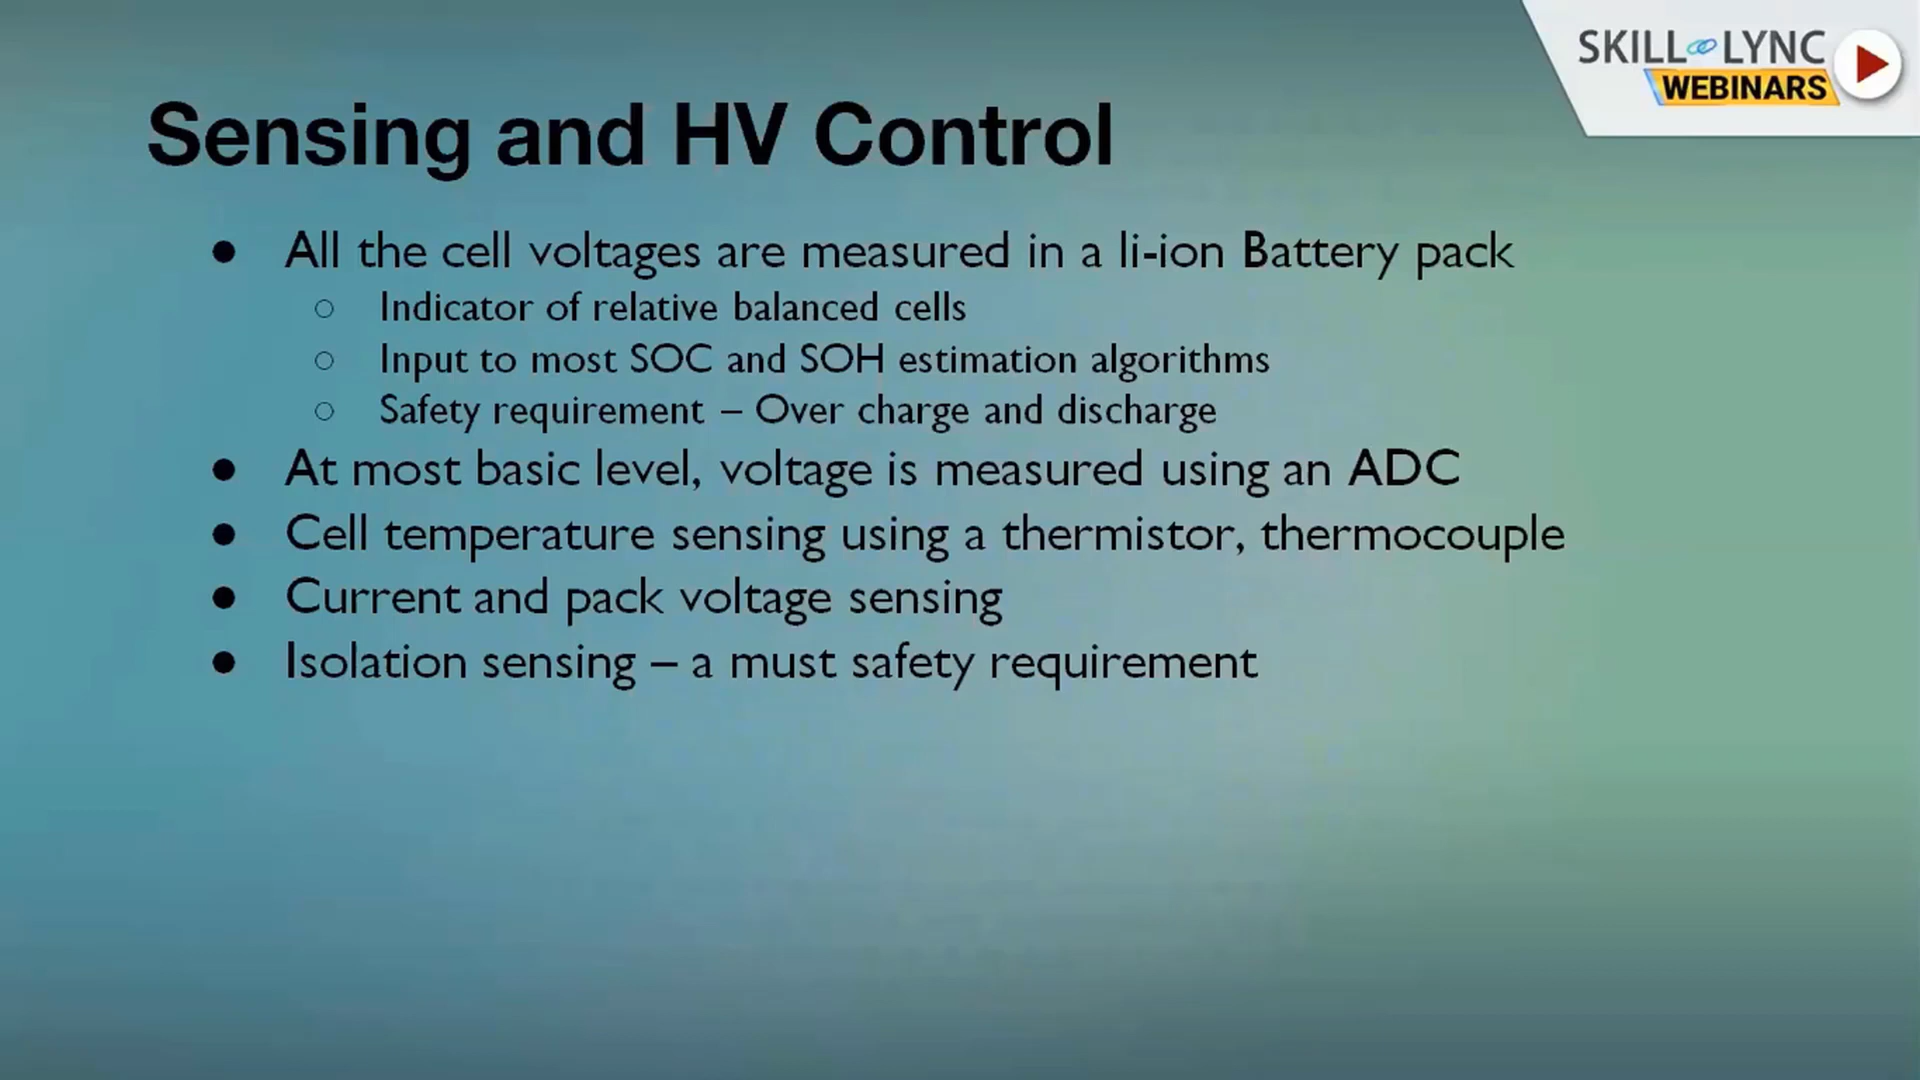 SKILL LYNC
WEBINARS
Sensing and HV Control
● All the cell voltages are measured in a li-ion Battery pack
○ Indicator of relative balanced cells
○ Input to most SOC and SOH estimation algorithms
○ Safety requirement – Over charge and discharge
● At most basic level, voltage is measured using an ADC
● Cell temperature sensing using a thermistor, thermocouple
● Current and pack voltage sensing
● Isolation sensing – a must safety requirement